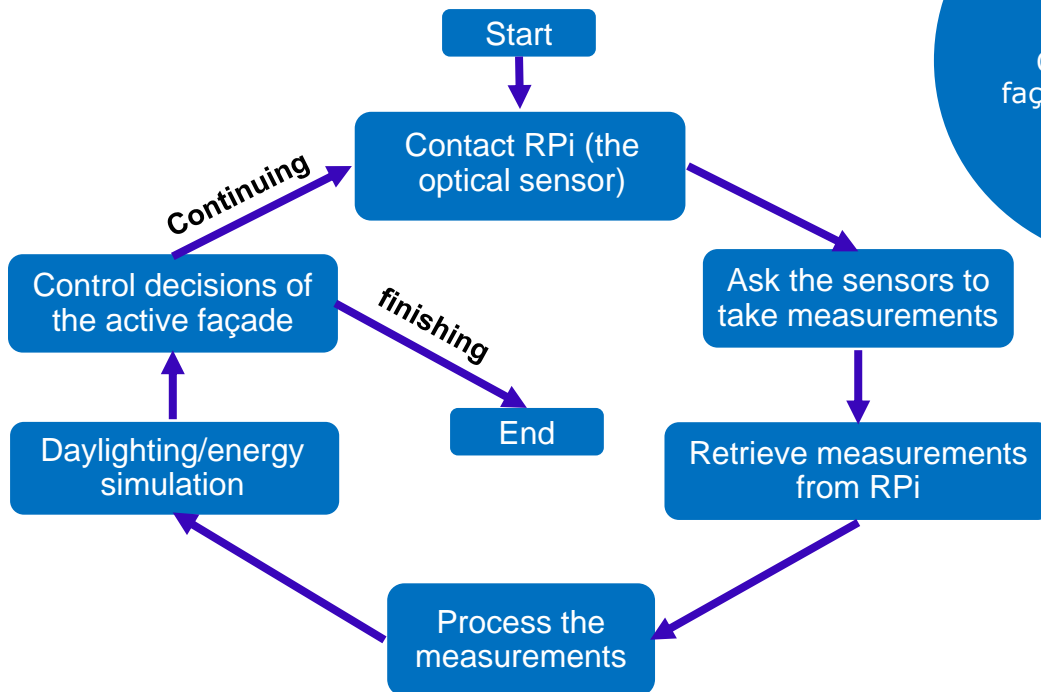 Start
Contact RPi (the
optical sensor)
Continuing
Ask the sensors to
take measurements
Control decisions of
the active façade
finishing
End
Retrieve measurements
from RPi
Daylighting/energy
simulation
Process the
measurements